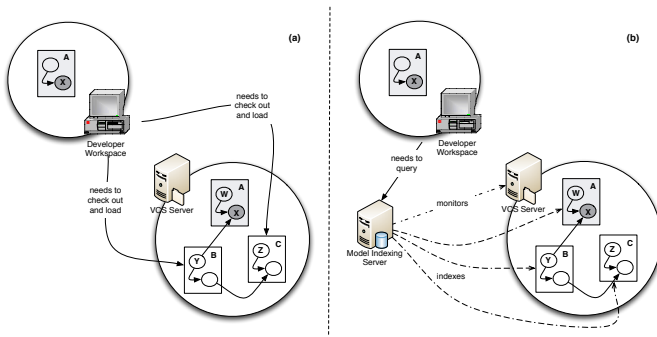 (a)
A
X
needs to
check out
and load
Developer
Workspace
needs to
check out
and load
VCS Server
A
W
X
B
Y
C
Z
(b)
A
X
Developer
Workspace
needs to
query
monitors
VCS Server
A
W
X
Model Indexing
Server
B
Y
C
Z
indexes